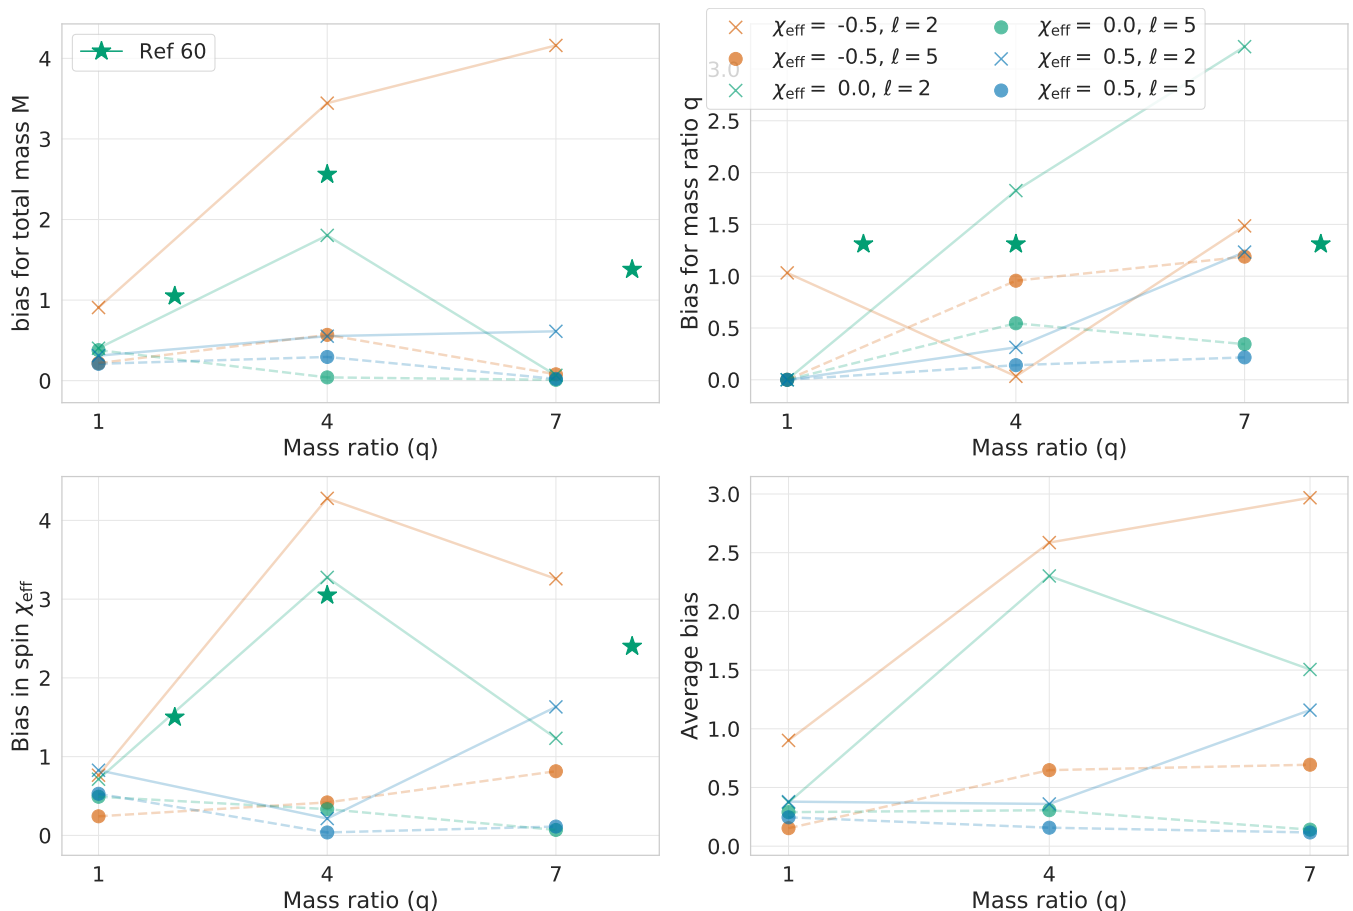 Ref 60
bias for total mass M
4
3
2
1
0
1 4 7
Mass ratio (q)
χeff = -0.5, ℓ = 2
χeff = -0.5, ℓ = 5
χeff = 0.0, ℓ = 2
χeff = 0.0, ℓ = 5
χeff = 0.5, ℓ = 2
χeff = 0.5, ℓ = 5
Bias for mass ratio q
3.0
2.5
2.0
1.5
1.0
0.5
0.0
1 4 7
Mass ratio (q)
Bias in spin χeff
4
3
2
1
0
1 4 7
Mass ratio (q)
Average bias
3.0
2.5
2.0
1.5
1.0
0.5
0.0
1 4 7
Mass ratio (q)